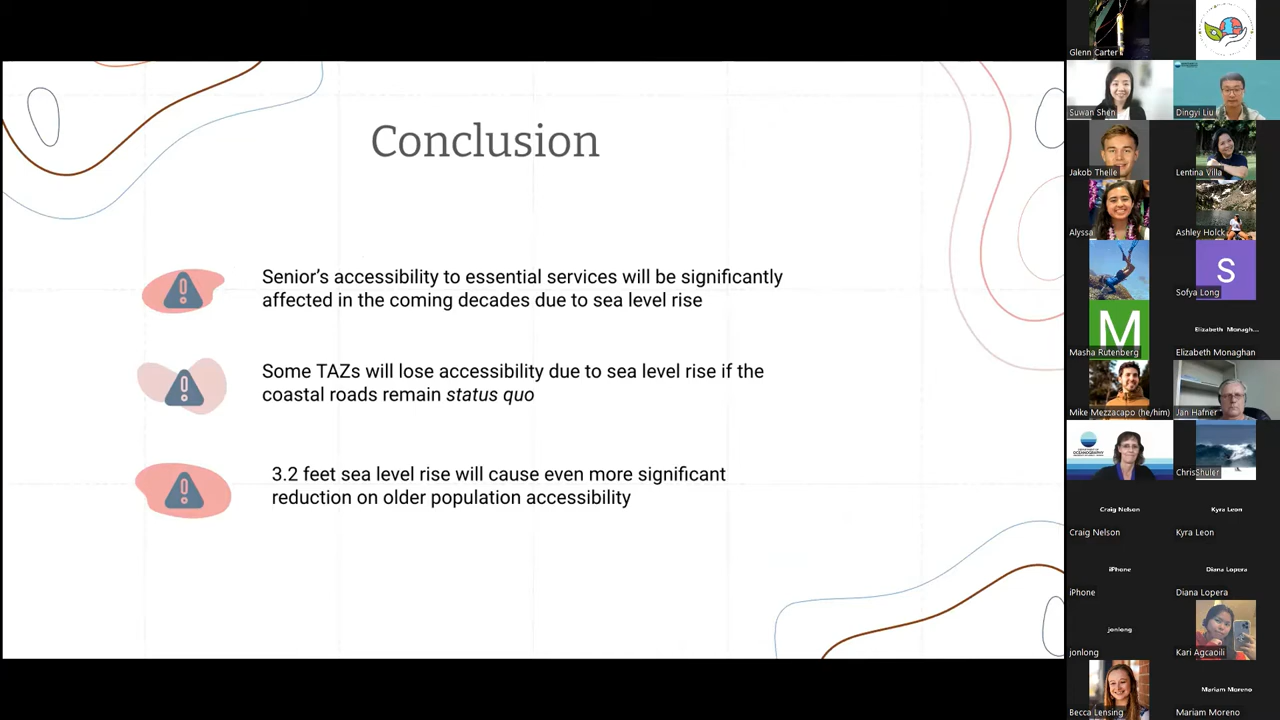 Conclusion
Senior's accessibility to essential services will be significantly
affected in the coming decades due to sea level rise
Some TAZs will lose accessibility due to sea level rise if the
coastal roads remain status quo
3.2 feet sea level rise will cause even more significant
reduction on older population accessibility
Glenn Carter
Suwan Shen
Dingyi Liu
Jakob Thelle
Lentina Villa
Alyssa
Ashley Holck
S
Sofya Long
M
Masha Rutenberg
Elizabeth Monagh...
Elizabeth Monaghan
Mike Mezzacapo (he/him)
Jan Hafner
OCEANOGRAPHY
ChrisShuler
Craig Nelson
Kyra Leon
Craig Nelson
Kyra Leon
iPhone
Diana Lopera
iPhone
Diana Lopera
jonlong
jonlong
Kari Agcaoili
Mariam Moreno
Becca Lensing
Mariam Moreno